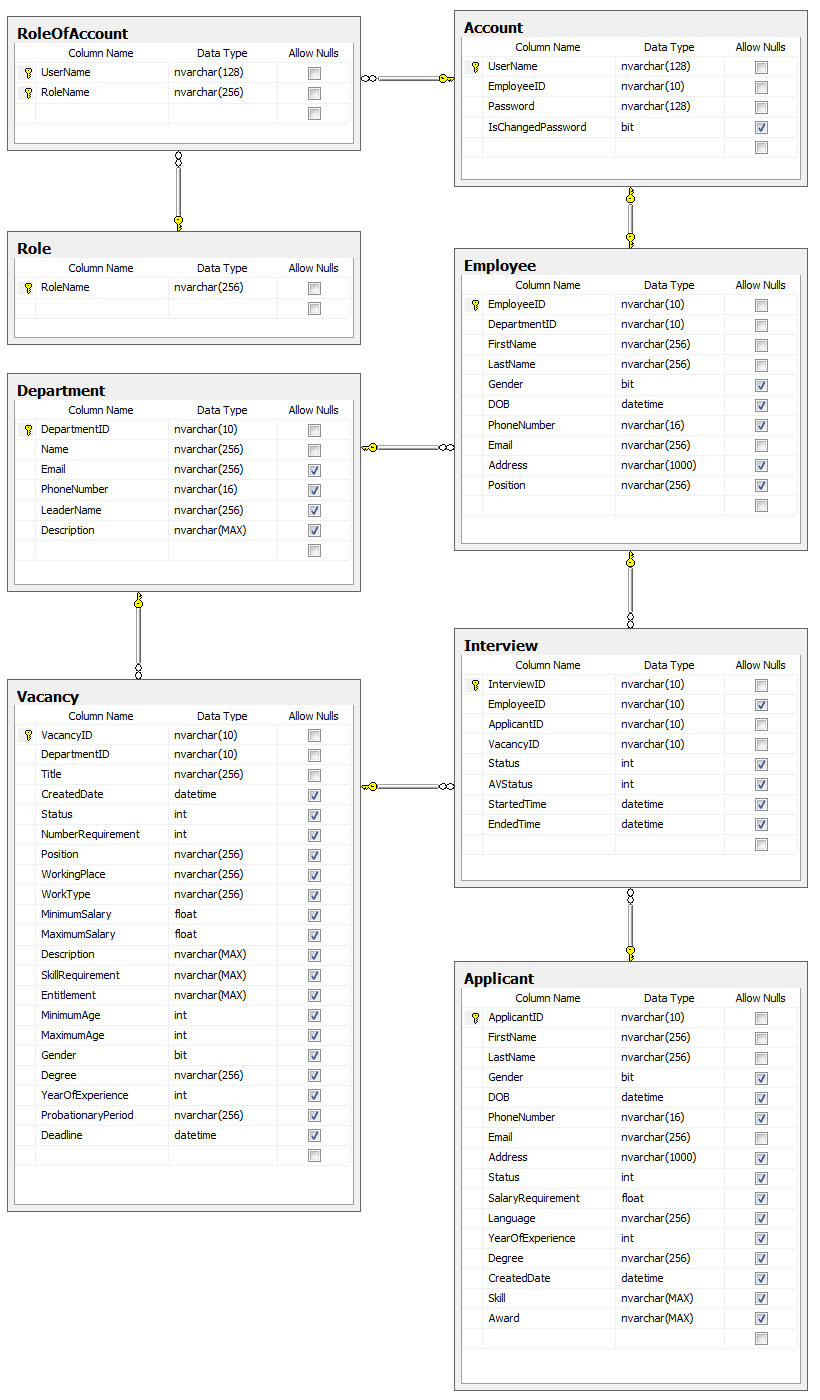 RoleOfAccount
Column Name Data Type Allow Nulls
UserName nvarchar(128)
RoleName nvarchar(256)
Account
Column Name Data Type Allow Nulls
UserName nvarchar(128)
EmployeeID nvarchar(10)
Password nvarchar(128)
IsChangedPassword bit
Role
Column Name Data Type Allow Nulls
RoleName nvarchar(256)
Employee
Column Name Data Type Allow Nulls
EmployeeID nvarchar(10)
DepartmentID nvarchar(10)
FirstName nvarchar(256)
LastName nvarchar(256)
Gender bit
DOB datetime
PhoneNumber nvarchar(16)
Email nvarchar(256)
Address nvarchar(1000)
Position nvarchar(256)
Department
Column Name Data Type Allow Nulls
DepartmentID nvarchar(10)
Name nvarchar(256)
Email nvarchar(256)
PhoneNumber nvarchar(16)
LeaderName nvarchar(256)
Description nvarchar(MAX)
Interview
Column Name Data Type Allow Nulls
InterviewID nvarchar(10)
EmployeeID nvarchar(10)
ApplicantID nvarchar(10)
VacancyID nvarchar(10)
Status int
AVStatus int
StartedTime datetime
EndedTime datetime
Vacancy
Column Name Data Type Allow Nulls
VacancyID nvarchar(10)
DepartmentID nvarchar(10)
Title nvarchar(256)
CreatedDate datetime
Status int
NumberRequirement int
Position nvarchar(256)
WorkingPlace nvarchar(256)
WorkType nvarchar(256)
MinimumSalary float
MaximumSalary float
Description nvarchar(MAX)
SkillRequirement nvarchar(MAX)
Entitlement nvarchar(MAX)
MinimumAge int
MaximumAge int
Gender bit
Degree nvarchar(256)
YearOfExperience int
ProbationaryPeriod nvarchar(256)
Deadline datetime
Applicant
Column Name Data Type Allow Nulls
ApplicantID nvarchar(10)
FirstName nvarchar(256)
LastName nvarchar(256)
Gender bit
DOB datetime
PhoneNumber nvarchar(16)
Email nvarchar(256)
Address nvarchar(1000)
Status int
SalaryRequirement float
Language nvarchar(256)
YearOfExperience int
Degree nvarchar(256)
CreatedDate datetime
Skill nvarchar(MAX)
Award nvarchar(MAX)